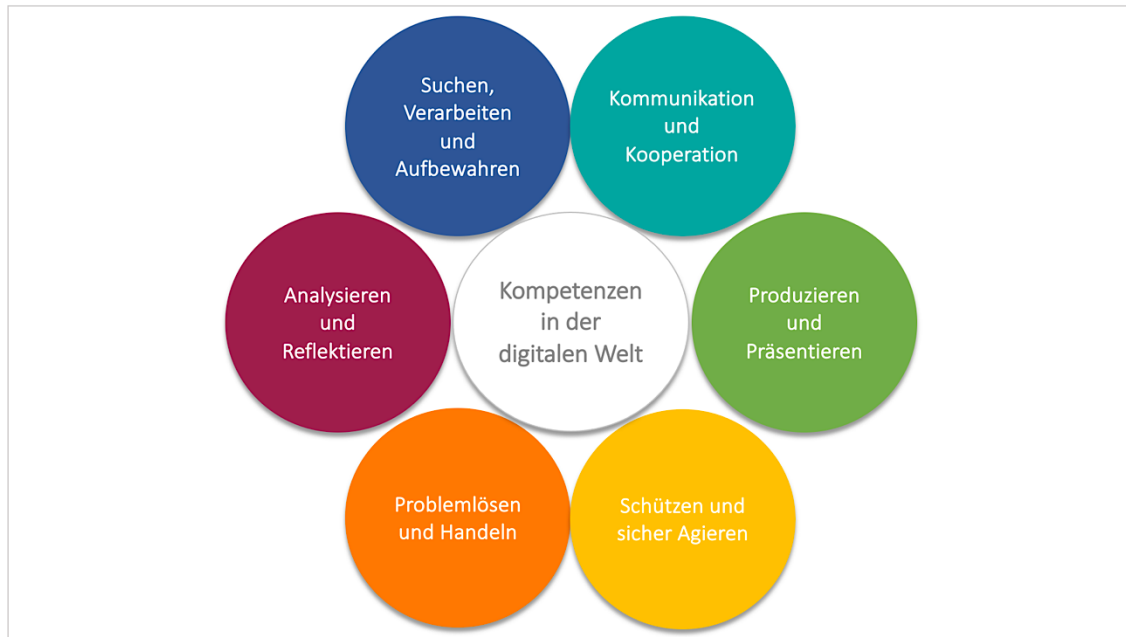 Suchen,
Verarbeiten
und
Aufbewahren
Kommunikation
und
Kooperation
Analysieren
und
Reflektieren
Kompetenzen
in der
digitalen Welt
Produzieren
und
Präsentieren
Problemlösen
und Handeln
Schützen und
sicher Agieren